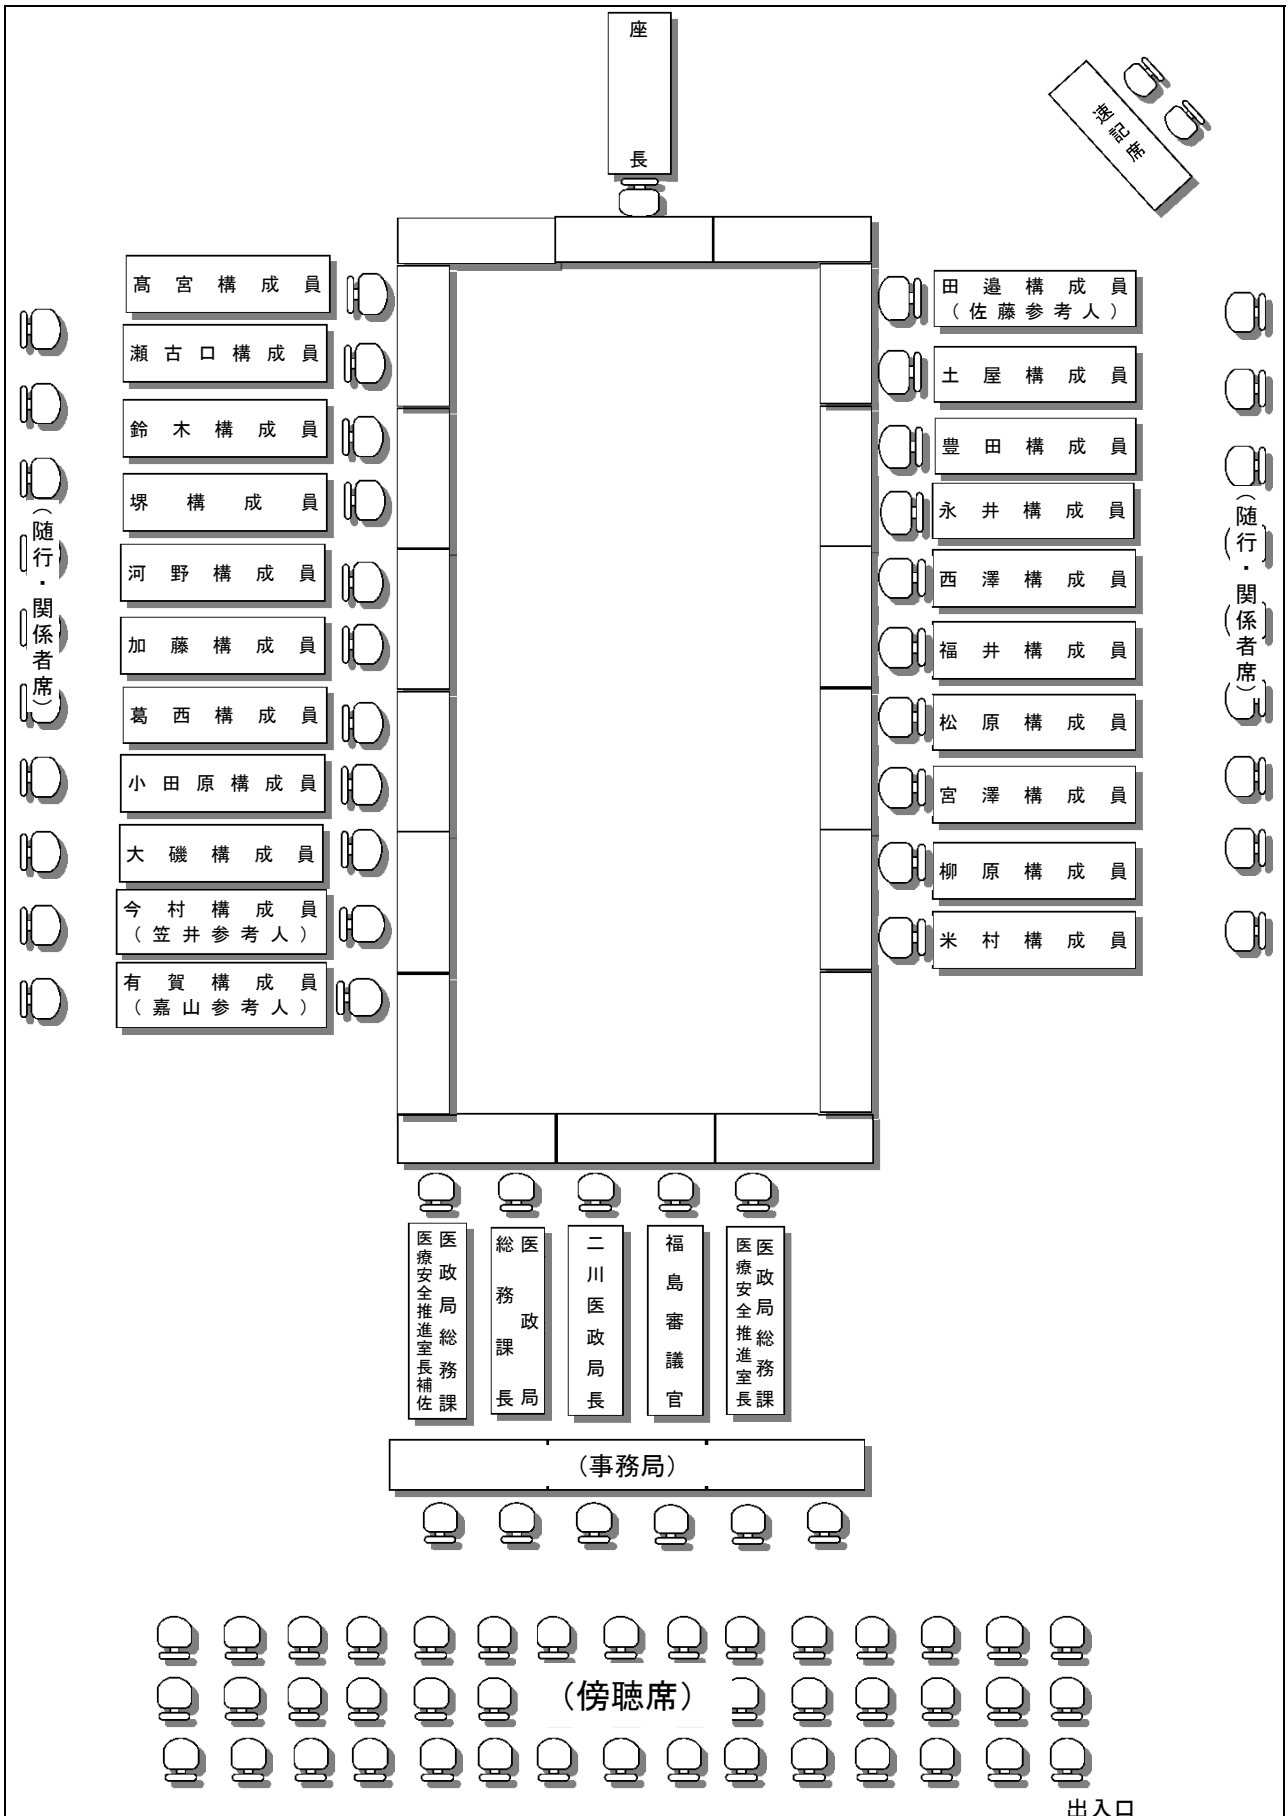 座長
速記席
髙宮構成員
瀬古口構成員
鈴木構成員
堺構成員
河野構成員
加藤構成員
葛西構成員
小田原構成員
大磯構成員
今村構成員
（笠井参考人）
有賀構成員
（嘉山参考人）
田邉構成員
（佐藤参考人）
土屋構成員
豊田構成員
永井構成員
西澤構成員
福井構成員
松原構成員
宮澤構成員
柳原構成員
米村構成員
（随行・関係者席）
（随行・関係者席）
医政局総務課
医療安全推進室長補佐
医政局
総務課長
二川医政局長
福島審議官
医政局総務課
医療安全推進室長
（事務局）
（傍聴席）
出入口